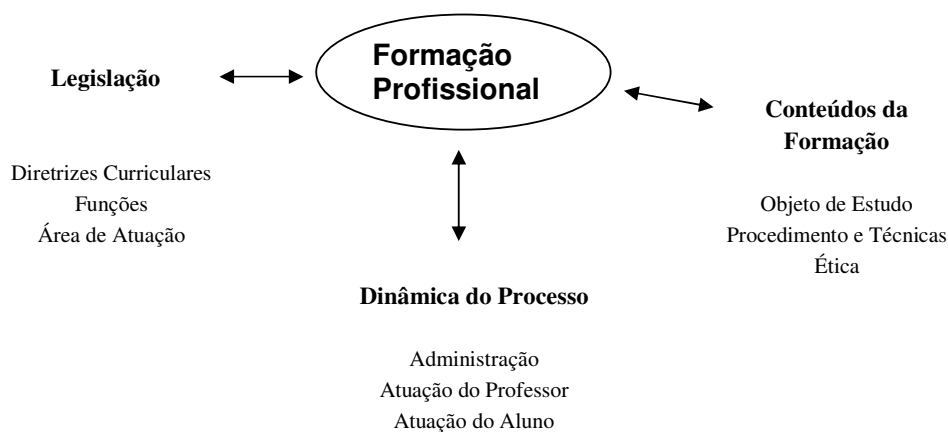 Formação
Profissional
Legislação
Diretrizes Curriculares
Funções
Área de Atuação
Conteúdos da
Formação
Objeto de Estudo
Procedimento e Técnicas
Ética
Dinâmica do Processo
Administração
Atuação do Professor
Atuação do Aluno